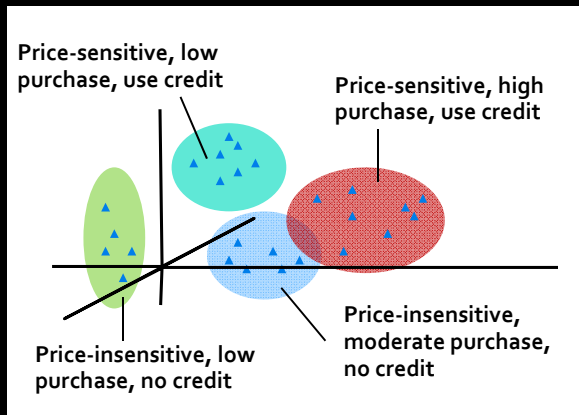 Price-sensitive, low
purchase, use credit
Price-sensitive, high
purchase, use credit
Price-insensitive, low
purchase, no credit
Price-insensitive,
moderate purchase,
no credit